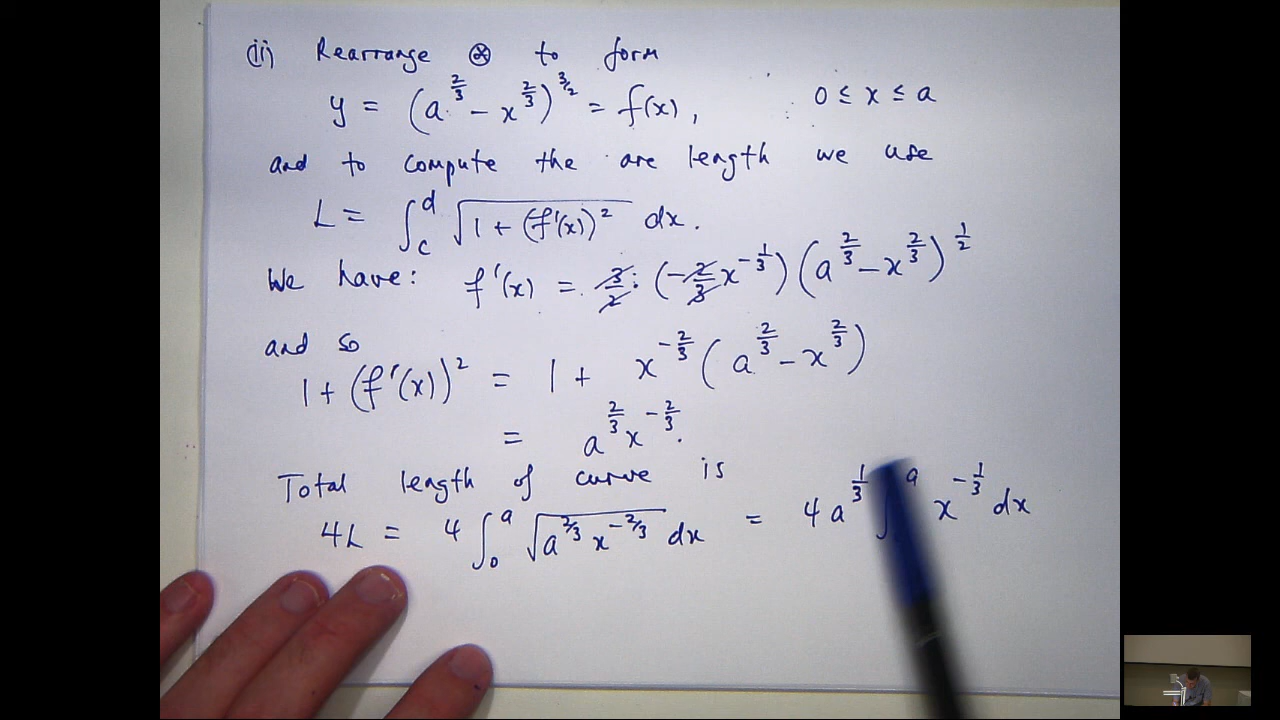 (ii) Rearrange ⊛ to form
y = (a^{2/3} − x^{2/3})^{3/2} = f(x), 0 ≤ x ≤ a
and to compute the arc length we use
L = ∫_c^d √(1 + (f'(x))²) dx.
We have: f'(x) = 3/2 · (−2/3 x^{−1/3}) (a^{2/3} − x^{2/3})^{1/2}
and so
1 + (f'(x))² = 1 + x^{−2/3} (a^{2/3} − x^{2/3})
= a^{2/3} x^{−2/3}.
Total length of curve is
4L = 4 ∫_0^a √(a^{2/3} x^{−2/3}) dx = 4a^{1/3} ∫^a x^{−1/3} dx